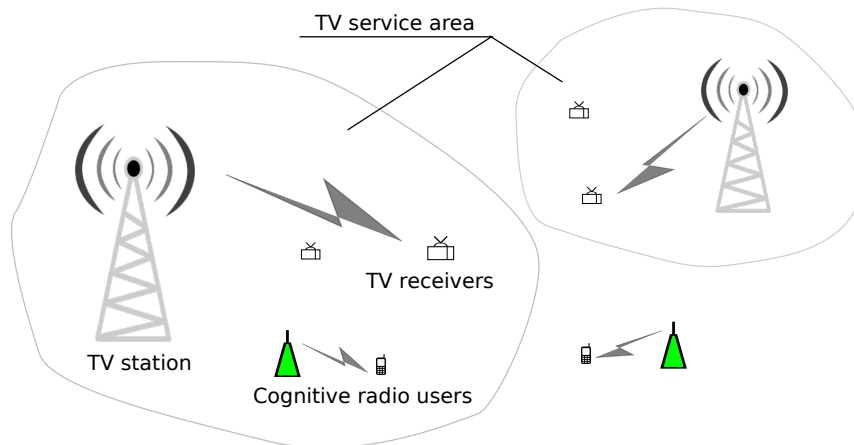 TV service area
TV receivers
TV station
Cognitive radio users